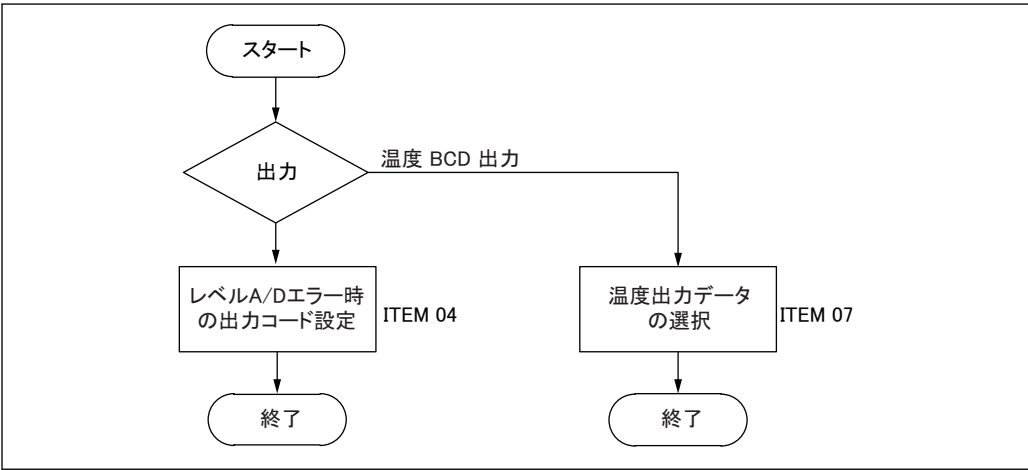 スタート
出力
温度 BCD 出力
レベルA/Dエラー時
の出力コード設定
ITEM 04
温度出力データ
の選択
ITEM 07
終了
終了